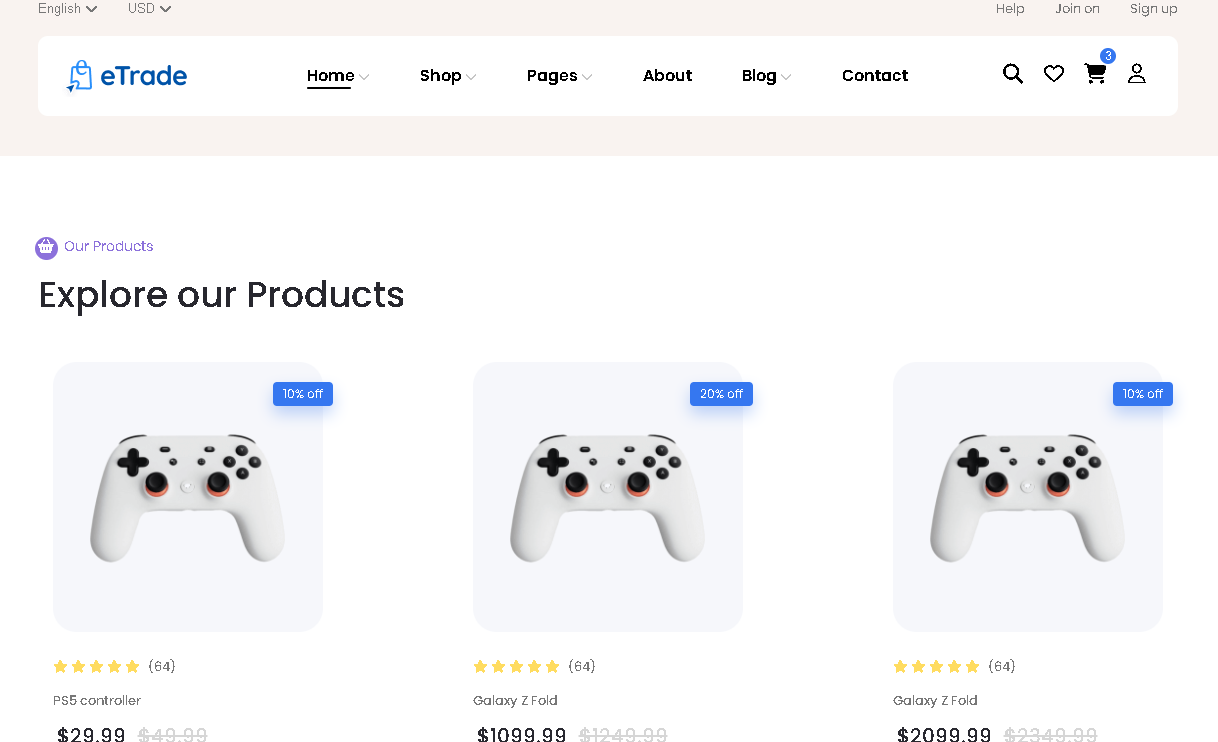 English USD Help Join on Sign up
eTrade Home Shop Pages About Blog Contact 3
Our Products
Explore our Products
10% off 20% off 10% off
(64) (64) (64)
PS5 controller Galaxy Z Fold Galaxy Z Fold
$29.99 $49.99 $1099.99 $1249.99 $2099.99 $2349.99